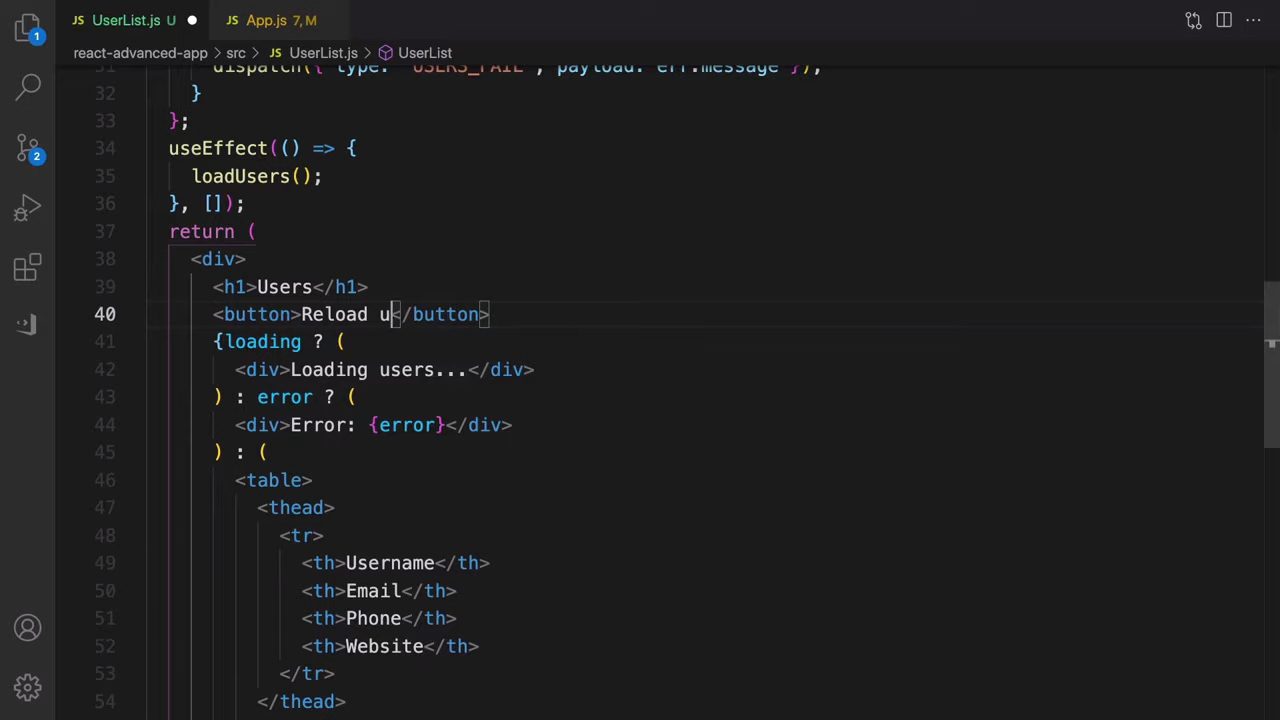 UserList.js U
App.js 7, M
react-advanced-app > src > JS UserList.js > UserList
31 dispatch({ type: "USERS_FAIL", payload: err.message });
32 }
33 };
34 useEffect(() => {
35 loadUsers();
36 }, []);
37 return (
38 <div>
39 <h1>Users</h1>
40 <button>Reload u</button>
41 {loading ? (
42 <div>Loading users...</div>
43 ) : error ? (
44 <div>Error: {error}</div>
45 ) : (
46 <table>
47 <thead>
48 <tr>
49 <th>Username</th>
50 <th>Email</th>
51 <th>Phone</th>
52 <th>Website</th>
53 </tr>
54 </thead>
JS
JS
1
2